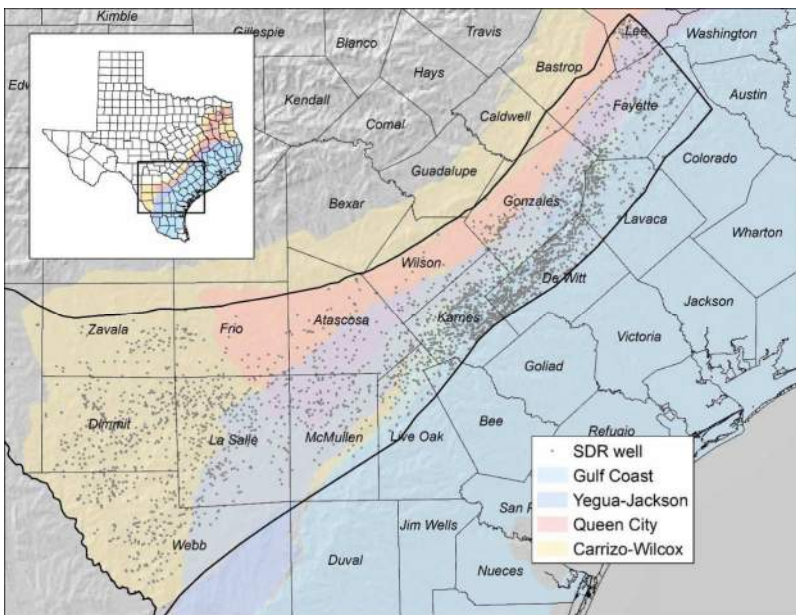 Kimble
Gillespie
Travis
Washington
Lee
Blanco
Edw
Hays
Bastrop
Kendall
Fayette
Austin
Comal
Caldwell
Guadalupe
Colorado
Bexar
Gonzales
Lavaca
Wharton
Wilson
De Witt
Jackson
Zavala
Frio
Atascosa
Karnes
Victoria
Goliad
Dimmit
La Salle
McMullen
Live Oak
Bee
Refugio
SDR well
Gulf Coast
Yegua-Jackson
Queen City
Carrizo-Wilcox
San P
Jim Wells
Webb
Duval
Nueces